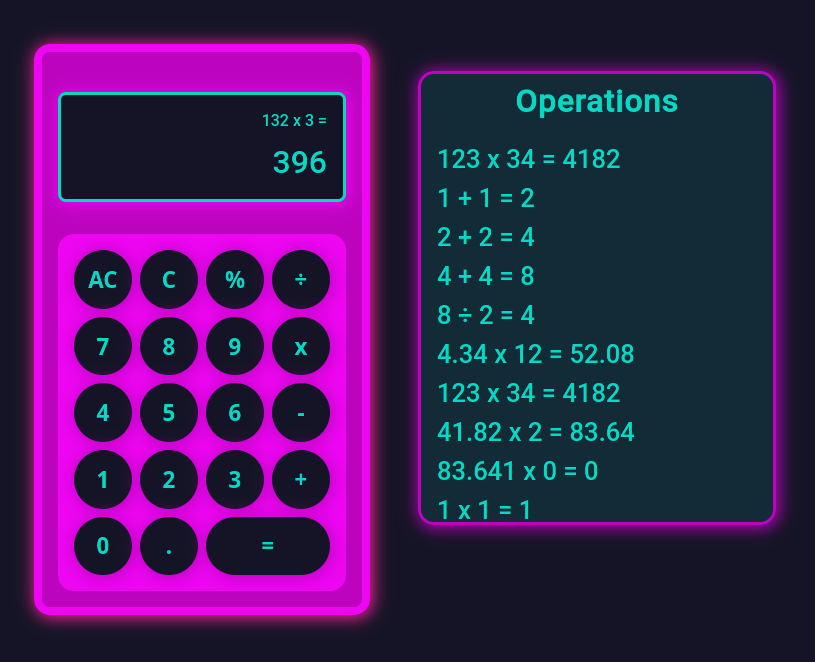 132 x 3 =
396
AC C % ÷
7 8 9 x
4 5 6 -
1 2 3 +
0 . =
Operations
123 x 34 = 4182
1 + 1 = 2
2 + 2 = 4
4 + 4 = 8
8 ÷ 2 = 4
4.34 x 12 = 52.08
123 x 34 = 4182
41.82 x 2 = 83.64
83.641 x 0 = 0
1 x 1 = 1